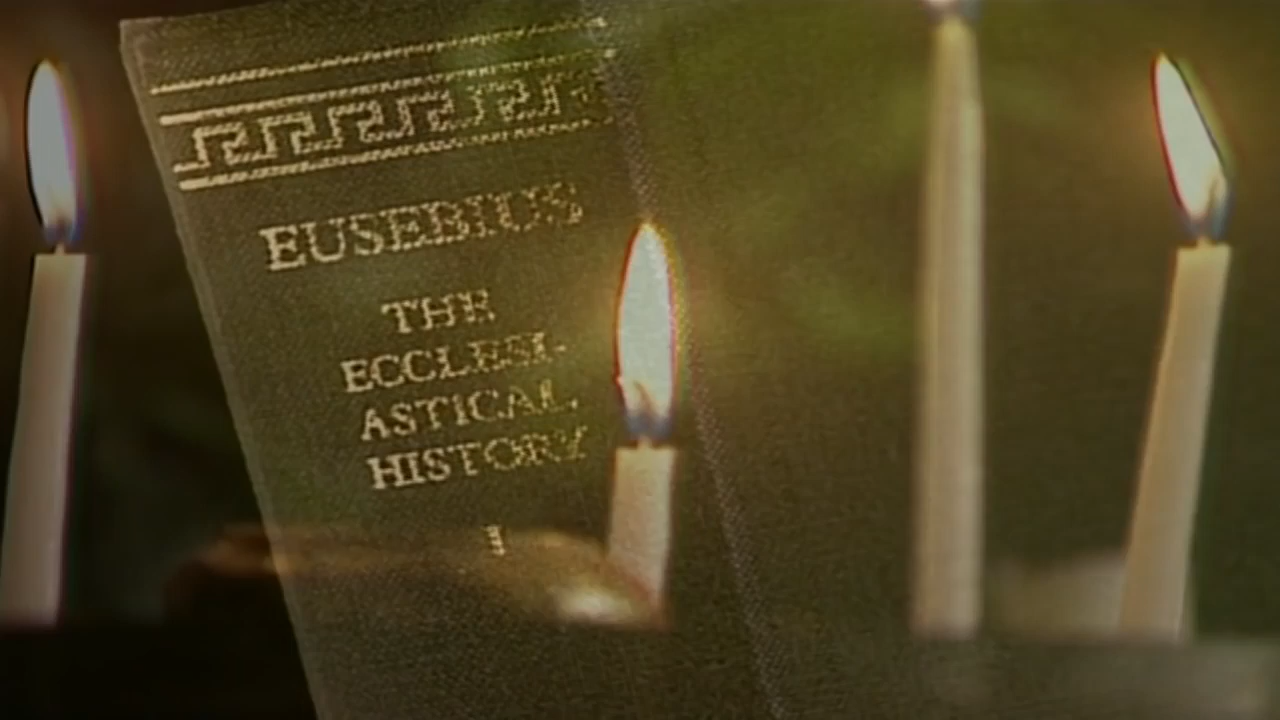 EUSEBIUS
THE
ECCLESI-
ASTICAL
HISTORY
I